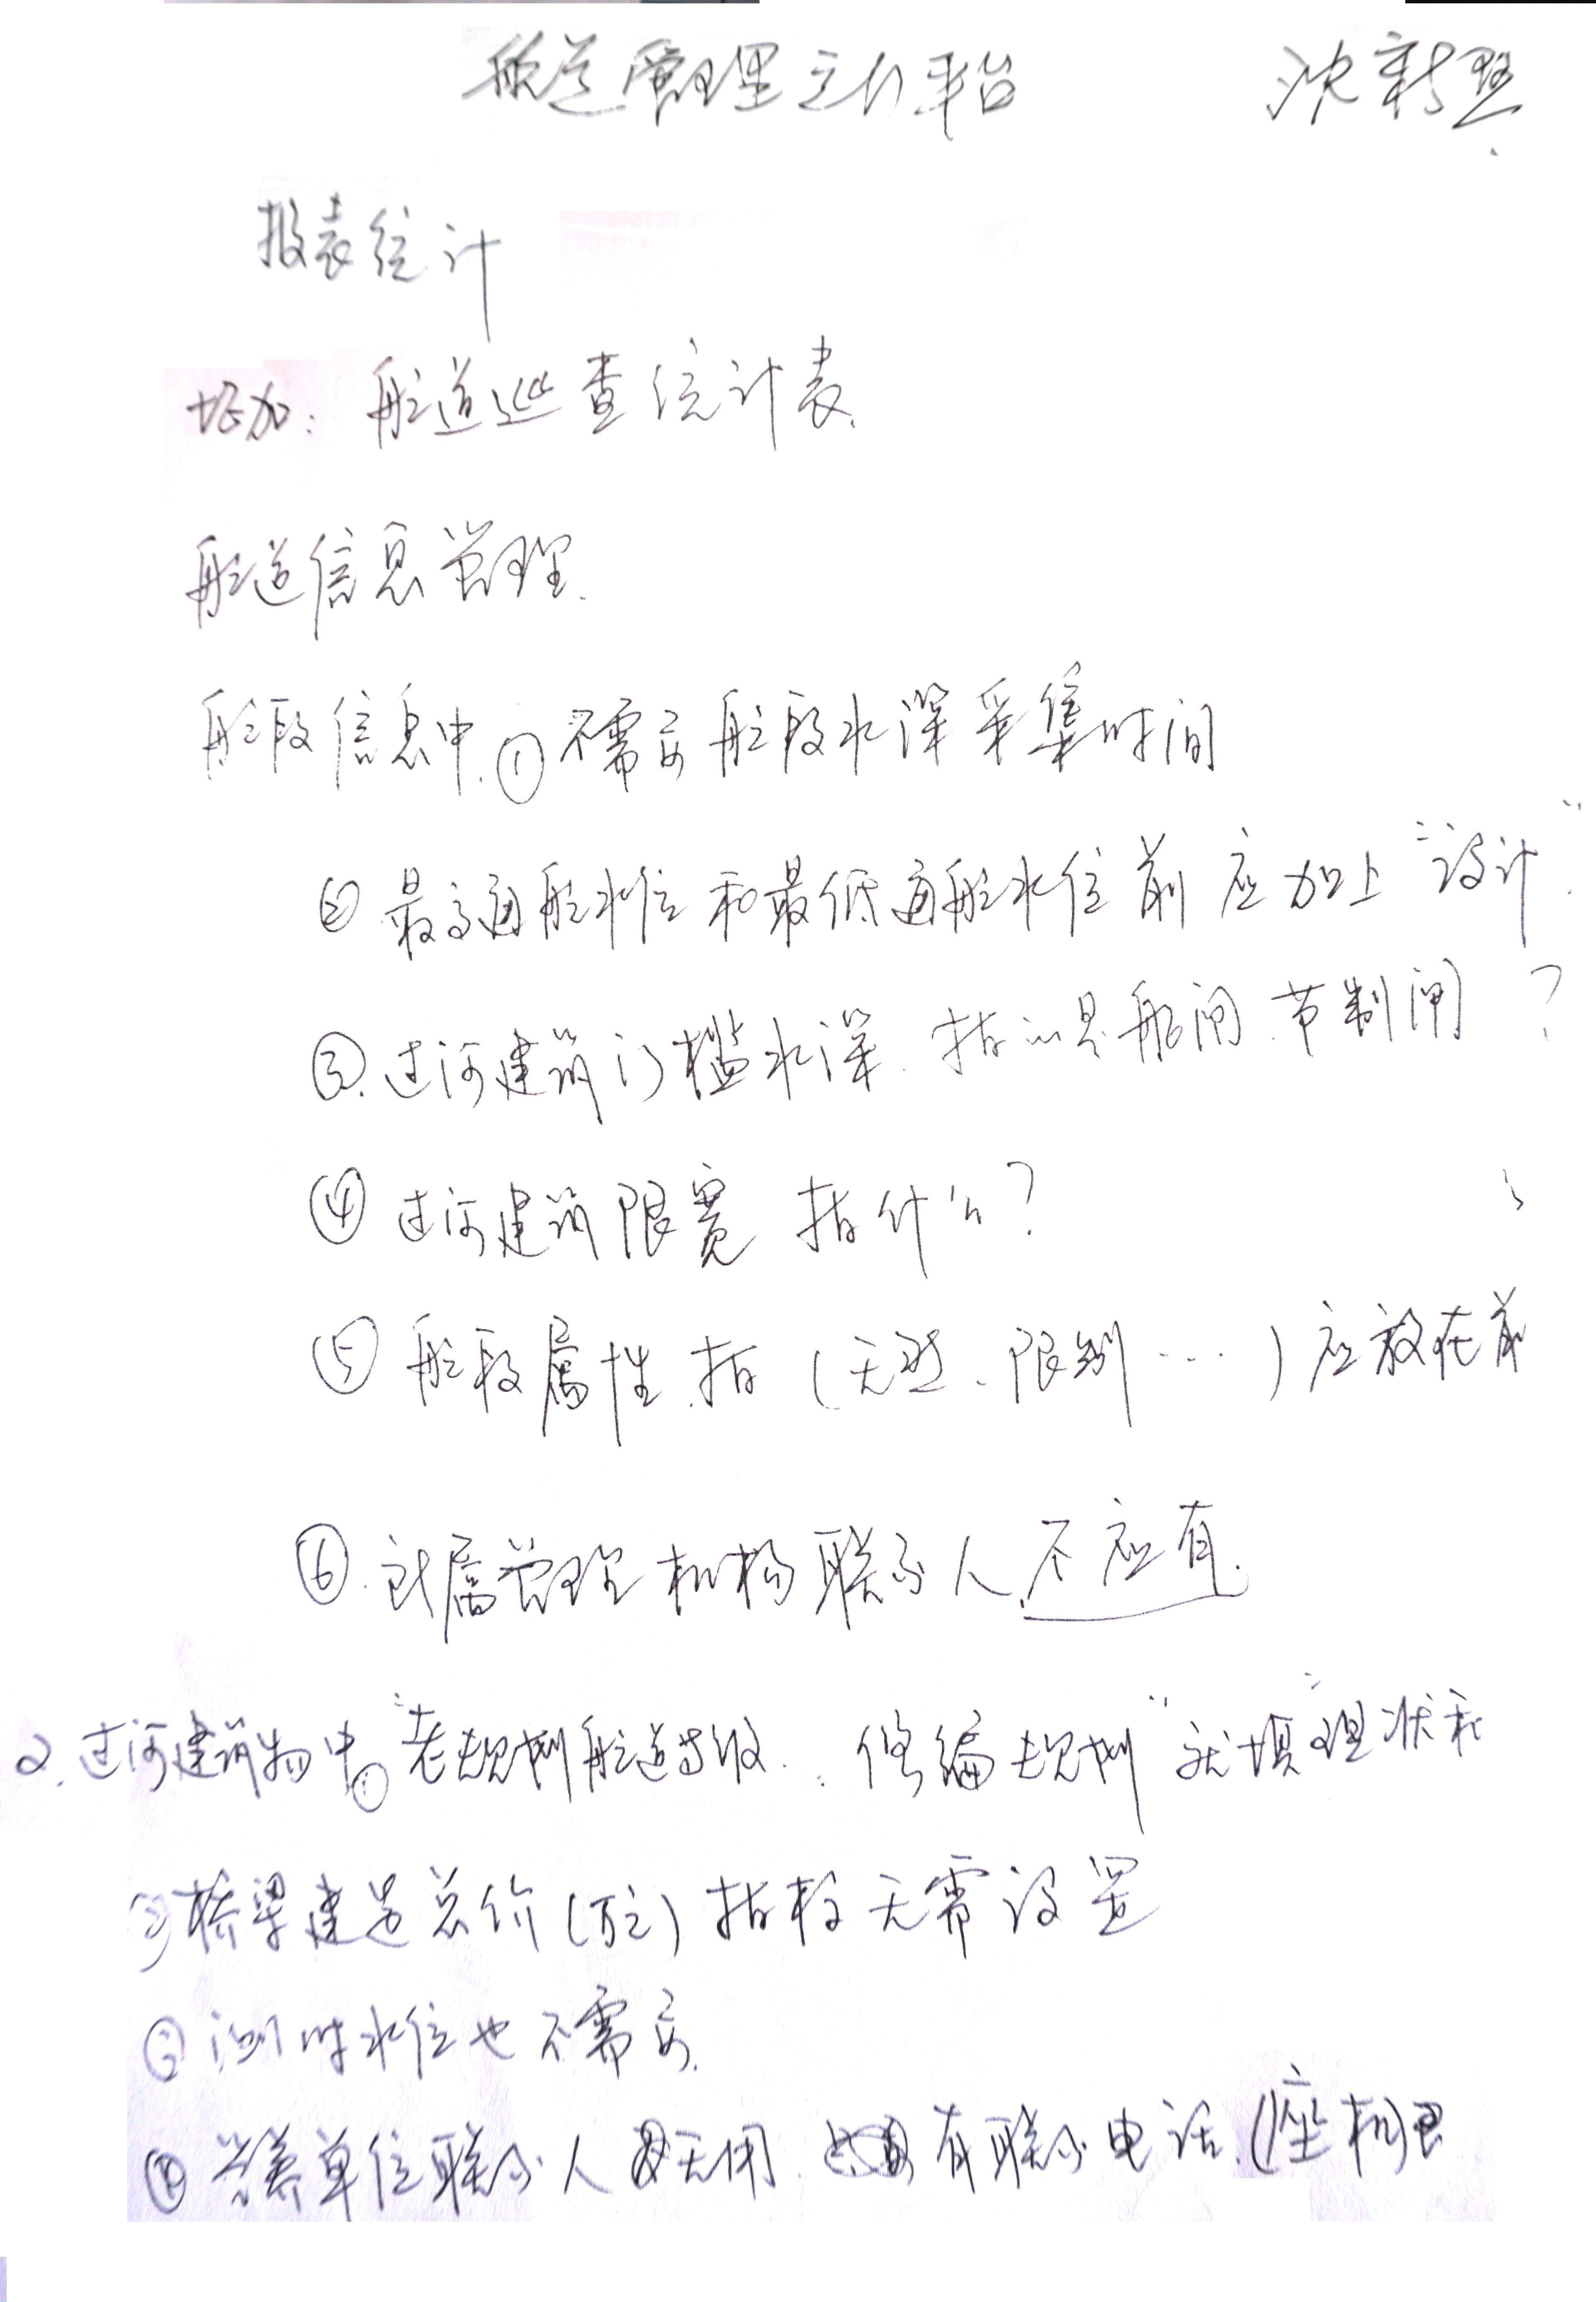 航道管理运行平台 沈新
报表统计
增加：航道巡查统计表.
航道信息管理.
航段信息中.①不需要航段水深采集时间
②最高通航水位和最低通航水位前应加上“设计”.
③.过河建筑门槛水深.指的是船闸.节制闸？
④过河建筑限宽 指什么？
⑤航段属性.指（天然、限制…）应放在前
⑥.所属管理机构联系人.不应有.
2.过河建筑物中①“老规划航道等级..修编规划”就填“现状和
②桥梁建造总价（万元）指标无需设置
③测时水位也不需要.
④管养单位联系人无用. 有联系电话.（座机）